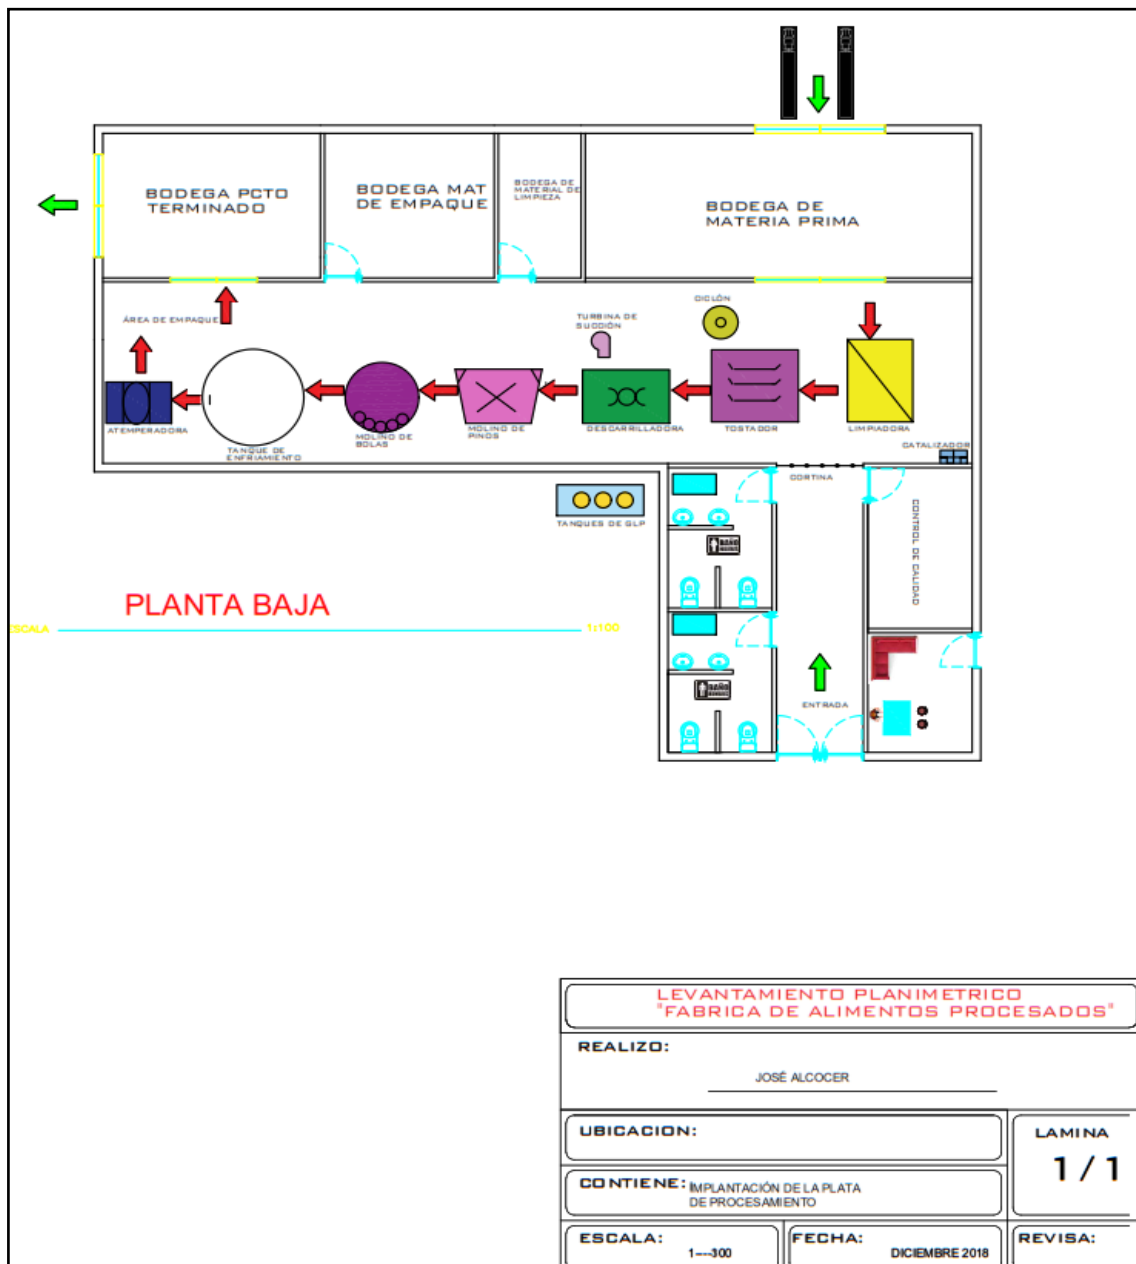 BODEGA PCTO
TERMINADO
BODEGA MAT
DE EMPAQUE
BODEGA DE
MATERIAL DE
LIMPIEZA
BODEGA DE
MATERIA PRIMA
ÁREA DE EMPAQUE
TURBINA DE
SUCCIÓN
CICLÓN
ATEMPERADORA
TANQUE DE
ENFRIAMIENTO
MOLINO DE
BOLAS
MOLINO DE
PINOS
DESCARRILLADORA
TOSTADOR
LIMPIADORA
CATALIZADOR
CORTINA
TANQUES DE GLP
CONTROL DE CALIDAD
BAÑO
BAÑO
ENTRADA
PLANTA BAJA
ESCALA
1:100
LEVANTAMIENTO PLANIMETRICO
"FABRICA DE ALIMENTOS PROCESADOS"
REALIZO:
JOSÉ ALCOCER
UBICACION:
LAMINA
1 / 1
CONTIENE: IMPLANTACIÓN DE LA PLATA
DE PROCESAMIENTO
ESCALA:
1---300
FECHA:
DICIEMBRE 2018
REVISA: